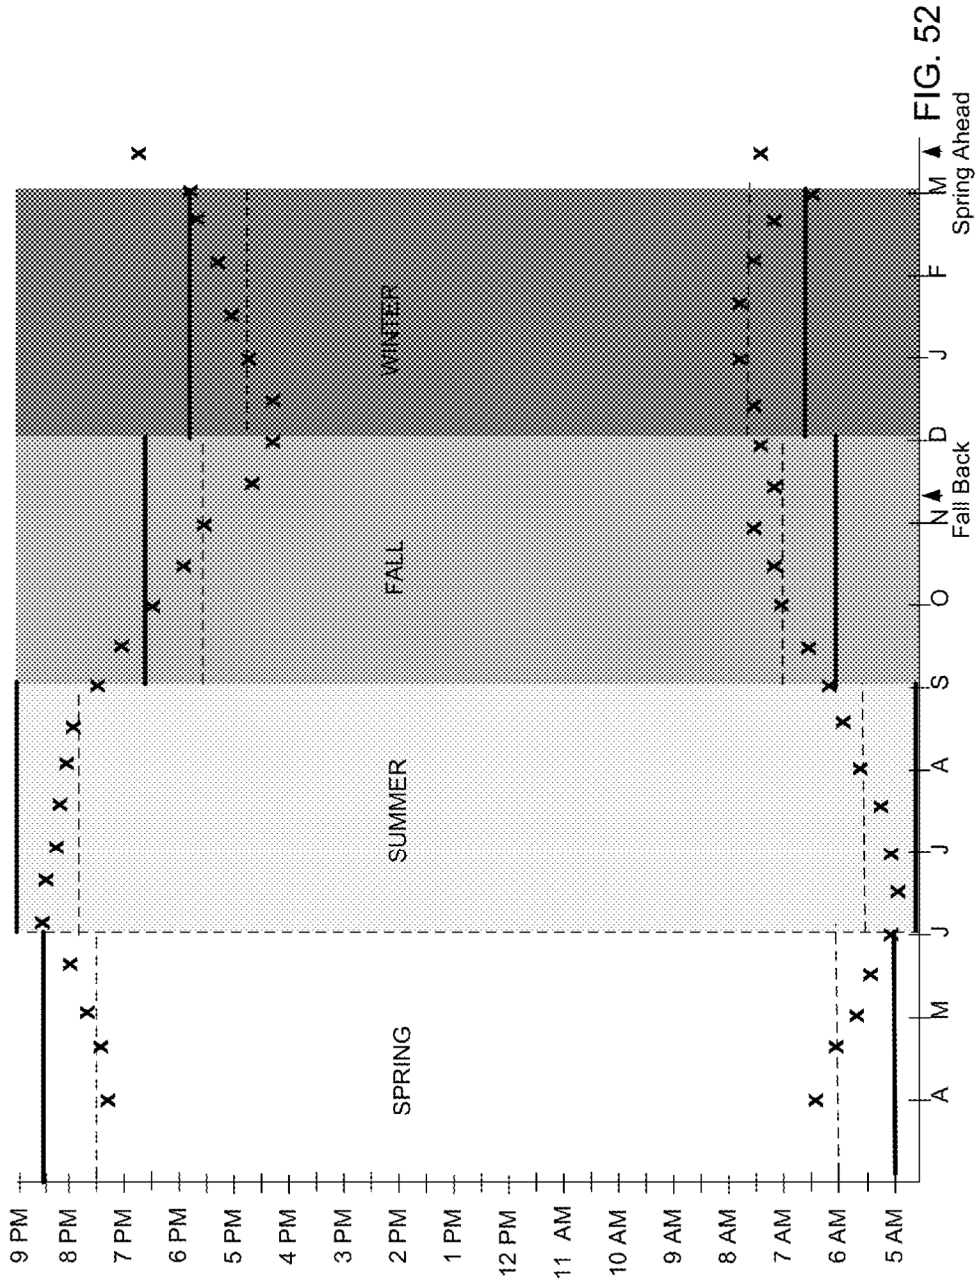 9 PM
8 PM
7 PM
6 PM
5 PM
4 PM
3 PM
2 PM
1 PM
12 PM
11 AM
10 AM
9 AM
8 AM
7 AM
6 AM
5 AM
SPRING
SUMMER
FALL
WINTER
A
M
J
J
A
S
O
N
D
J
F
M
Fall Back
Spring Ahead
FIG. 52